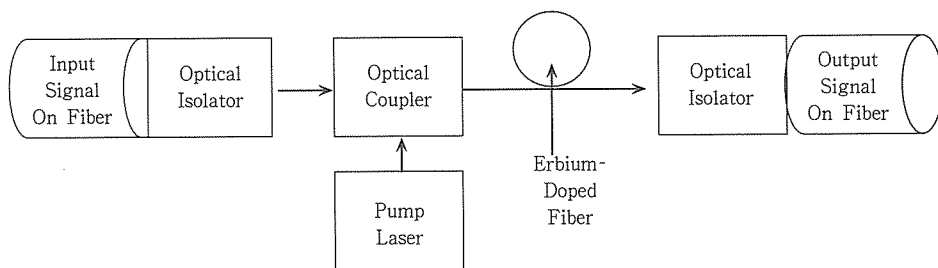 Input
Signal
On Fiber
Optical
Isolator
Optical
Coupler
Pump
Laser
Erbium-
Doped
Fiber
Optical
Isolator
Output
Signal
On Fiber